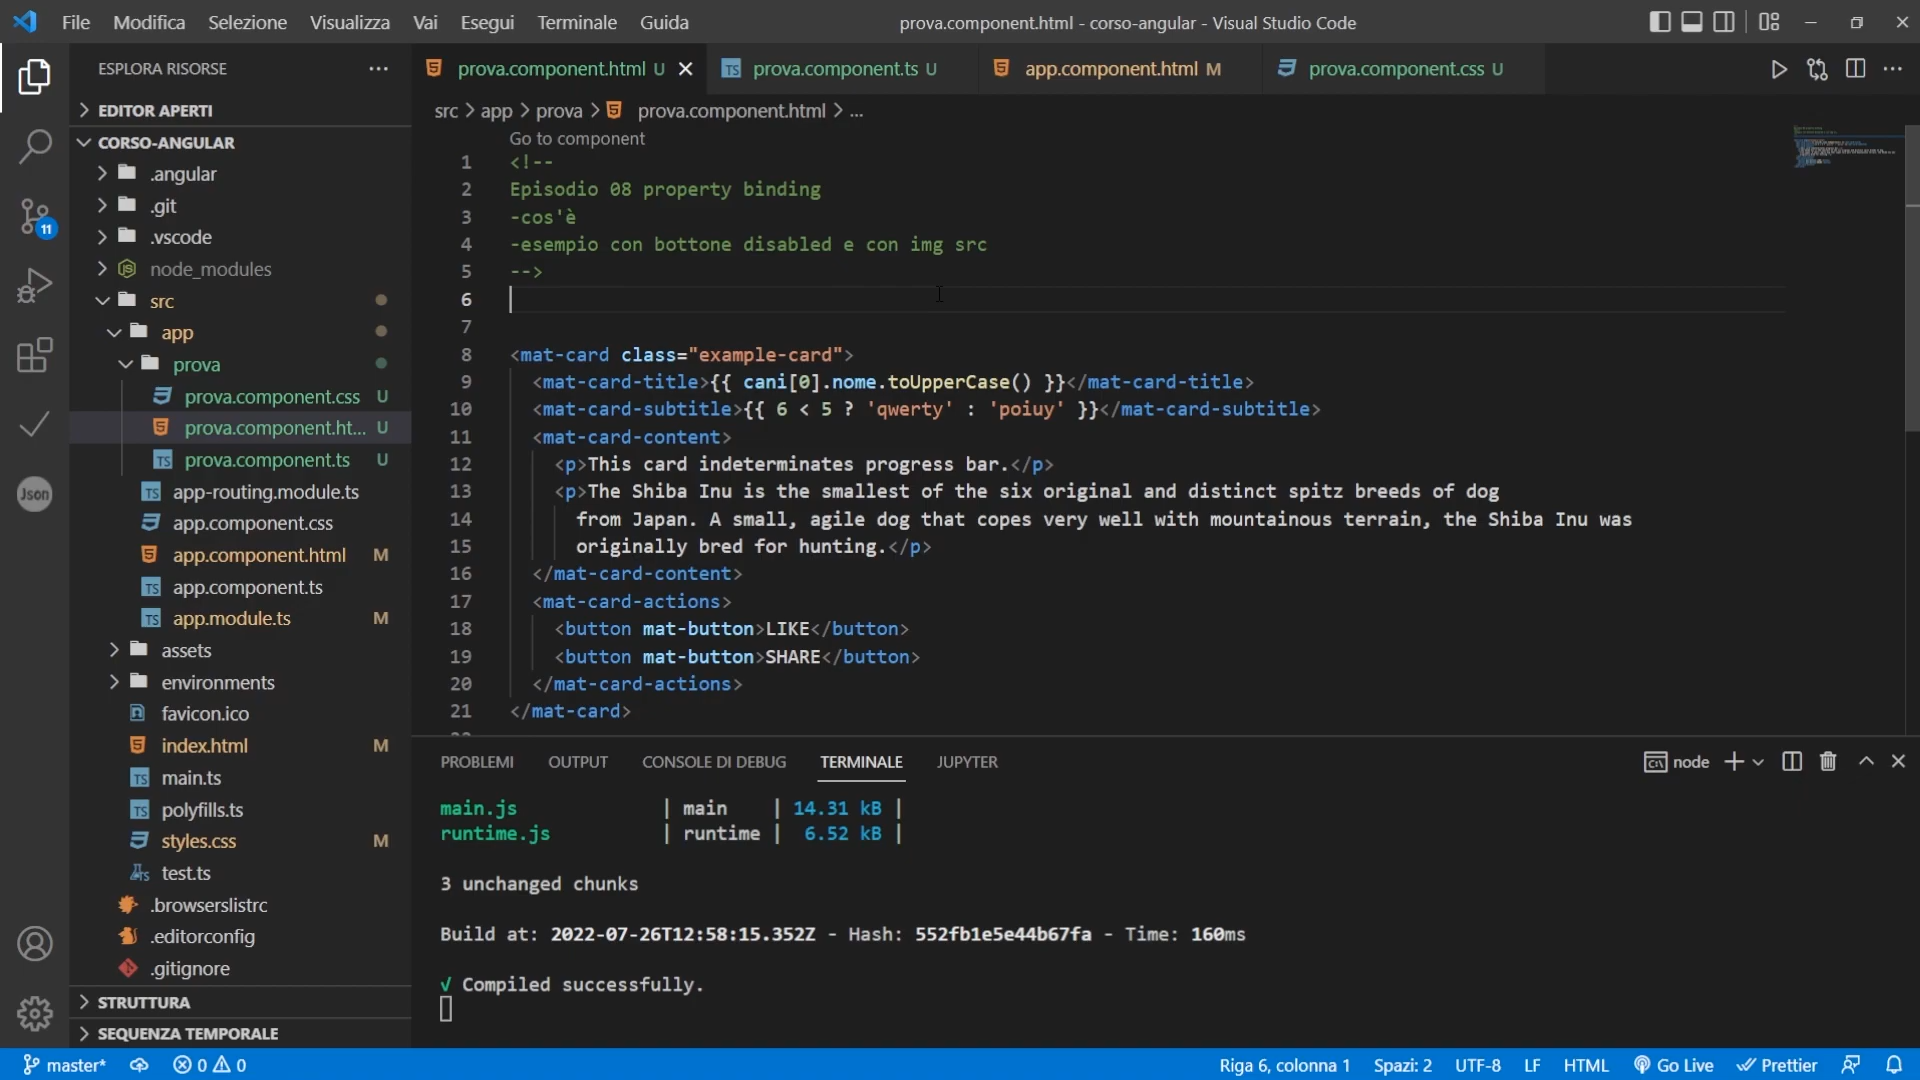 File Modifica Selezione Visualizza Vai Esegui Terminale Guida
prova.component.html - corso-angular - Visual Studio Code
ESPLORA RISORSE
EDITOR APERTI
CORSO-ANGULAR
.angular
.git
.vscode
node_modules
src
app
prova
prova.component.css U
prova.component.ht... U
prova.component.ts U
app-routing.module.ts
app.component.css
app.component.html M
app.component.ts
app.module.ts M
assets
environments
favicon.ico
index.html M
main.ts
polyfills.ts
styles.css M
test.ts
.browserslistrc
.editorconfig
.gitignore
STRUTTURA
SEQUENZA TEMPORALE
11
Json
prova.component.html U
prova.component.ts U
app.component.html M
prova.component.css U
src > app > prova > prova.component.html > ...
Go to component
1 <!--
2 Episodio 08 property binding
3 -cos'è
4 -esempio con bottone disabled e con img src
5 -->
6
7
8 <mat-card class="example-card">
9 <mat-card-title>{{ cani[0].nome.toUpperCase() }}</mat-card-title>
10 <mat-card-subtitle>{{ 6 < 5 ? 'qwerty' : 'poiuy' }}</mat-card-subtitle>
11 <mat-card-content>
12 <p>This card indeterminates progress bar.</p>
13 <p>The Shiba Inu is the smallest of the six original and distinct spitz breeds of dog
14 from Japan. A small, agile dog that copes very well with mountainous terrain, the Shiba Inu was
15 originally bred for hunting.</p>
16 </mat-card-content>
17 <mat-card-actions>
18 <button mat-button>LIKE</button>
19 <button mat-button>SHARE</button>
20 </mat-card-actions>
21 </mat-card>
PROBLEMI OUTPUT CONSOLE DI DEBUG TERMINALE JUPYTER
node
main.js | main | 14.31 kB |
runtime.js | runtime | 6.52 kB |
3 unchanged chunks
Build at: 2022-07-26T12:58:15.352Z - Hash: 552fb1e5e44b67fa - Time: 160ms
√ Compiled successfully.
master* 0 0
Riga 6, colonna 1 Spazi: 2 UTF-8 LF HTML Go Live Prettier